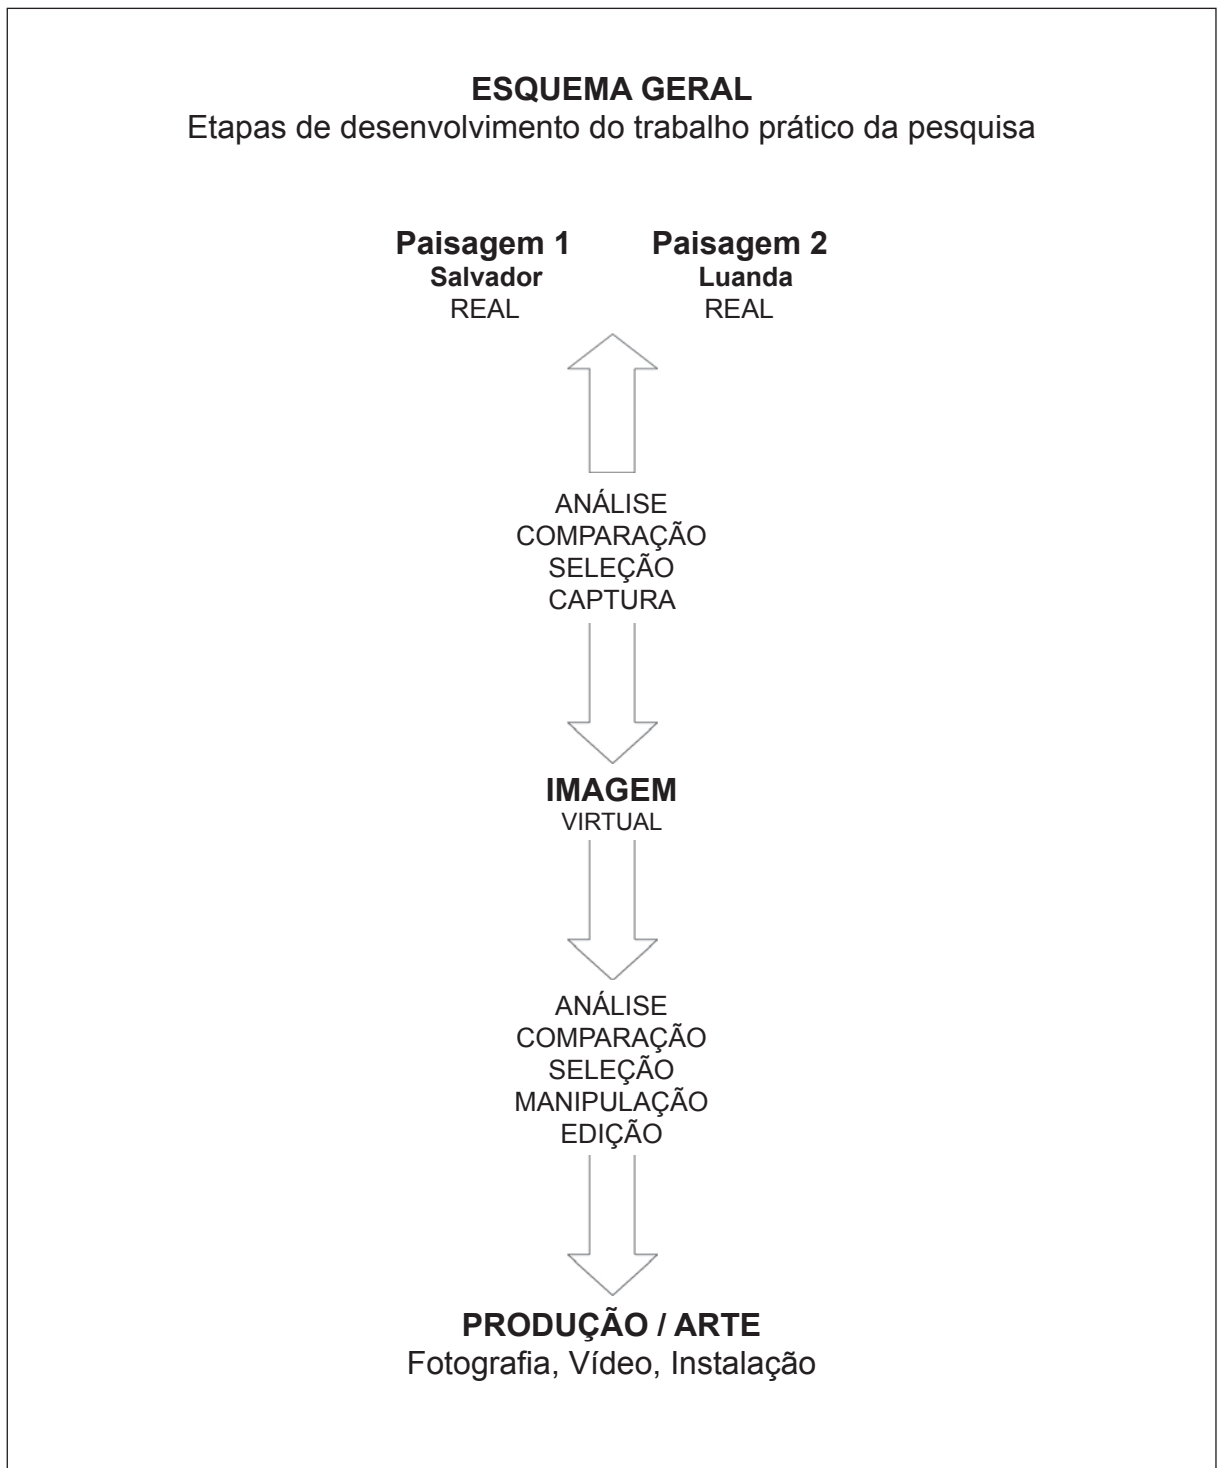 ESQUEMA GERAL
Etapas de desenvolvimento do trabalho prático da pesquisa
Paisagem 1 Paisagem 2
Salvador Luanda
REAL REAL
ANÁLISE
COMPARAÇÃO
SELEÇÃO
CAPTURA
IMAGEM
VIRTUAL
ANÁLISE
COMPARAÇÃO
SELEÇÃO
MANIPULAÇÃO
EDIÇÃO
PRODUÇÃO / ARTE
Fotografia, Vídeo, Instalação